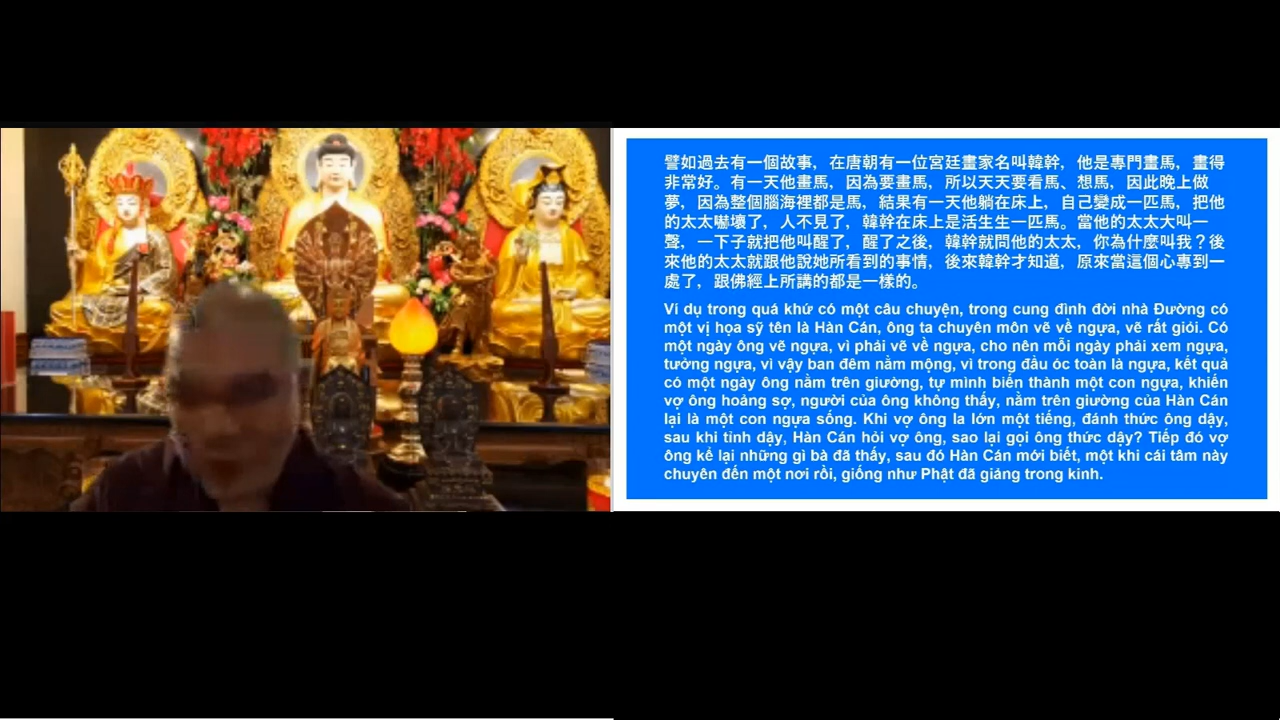 譬如過去有一個故事，在唐朝有一位宮廷畫家名叫韓幹，他是專門畫馬，畫得
非常好。有一天他畫馬，因為要畫馬，所以天天要看馬、想馬，因此晚上做
夢，因為整個腦海裡都是馬，結果有一天他躺在床上，自己變成一匹馬，把他
的太太嚇壞了，人不見了，韓幹在床上是活生生一匹馬。當他的太太大叫一
聲，一下子就把他叫醒了，醒了之後，韓幹就問他的太太，你為什麼叫我？後
來他的太太就跟他說她所看到的事情，後來韓幹才知道，原來當這個心專到一
處了，跟佛經上所講的都是一樣的。
Ví dụ trong quá khứ có một câu chuyện, trong cung đình đời nhà Đường có
một vị họa sỹ tên là Hàn Cán, ông ta chuyên môn vẽ về ngựa, vẽ rất giỏi. Có
một ngày ông vẽ ngựa, vì phải vẽ về ngựa, cho nên mỗi ngày phải xem ngựa,
tưởng ngựa, vì vậy ban đêm nằm mộng, vì trong đầu óc toàn là ngựa, kết quả
có một ngày ông nằm trên giường, tự mình biến thành một con ngựa, khiến
vợ ông hoảng sợ, người của ông không thấy, nằm trên giường của Hàn Cán
lại là một con ngựa sống. Khi vợ ông la lớn một tiếng, đánh thức ông dậy,
sau khi tỉnh dậy, Hàn Cán hỏi vợ ông, sao lại gọi ông thức dậy? Tiếp đó vợ
ông kể lại những gì bà đã thấy, sau đó Hàn Cán mới biết, một khi cái tâm này
chuyên đến một nơi rồi, giống như Phật đã giảng trong kinh.